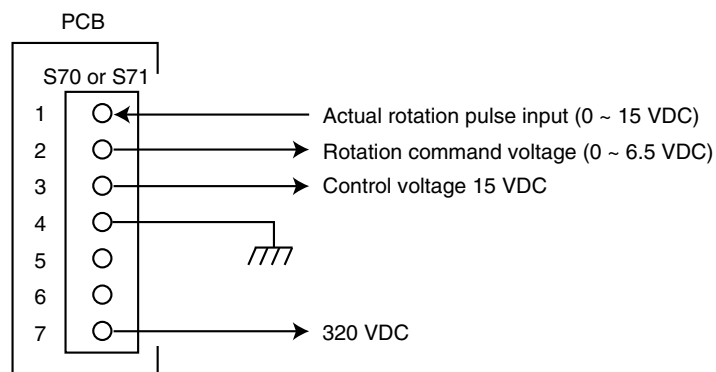 PCB
S70 or S71
1 Actual rotation pulse input (0 ~ 15 VDC)
2 Rotation command voltage (0 ~ 6.5 VDC)
3 Control voltage 15 VDC
4
5
6
7 320 VDC